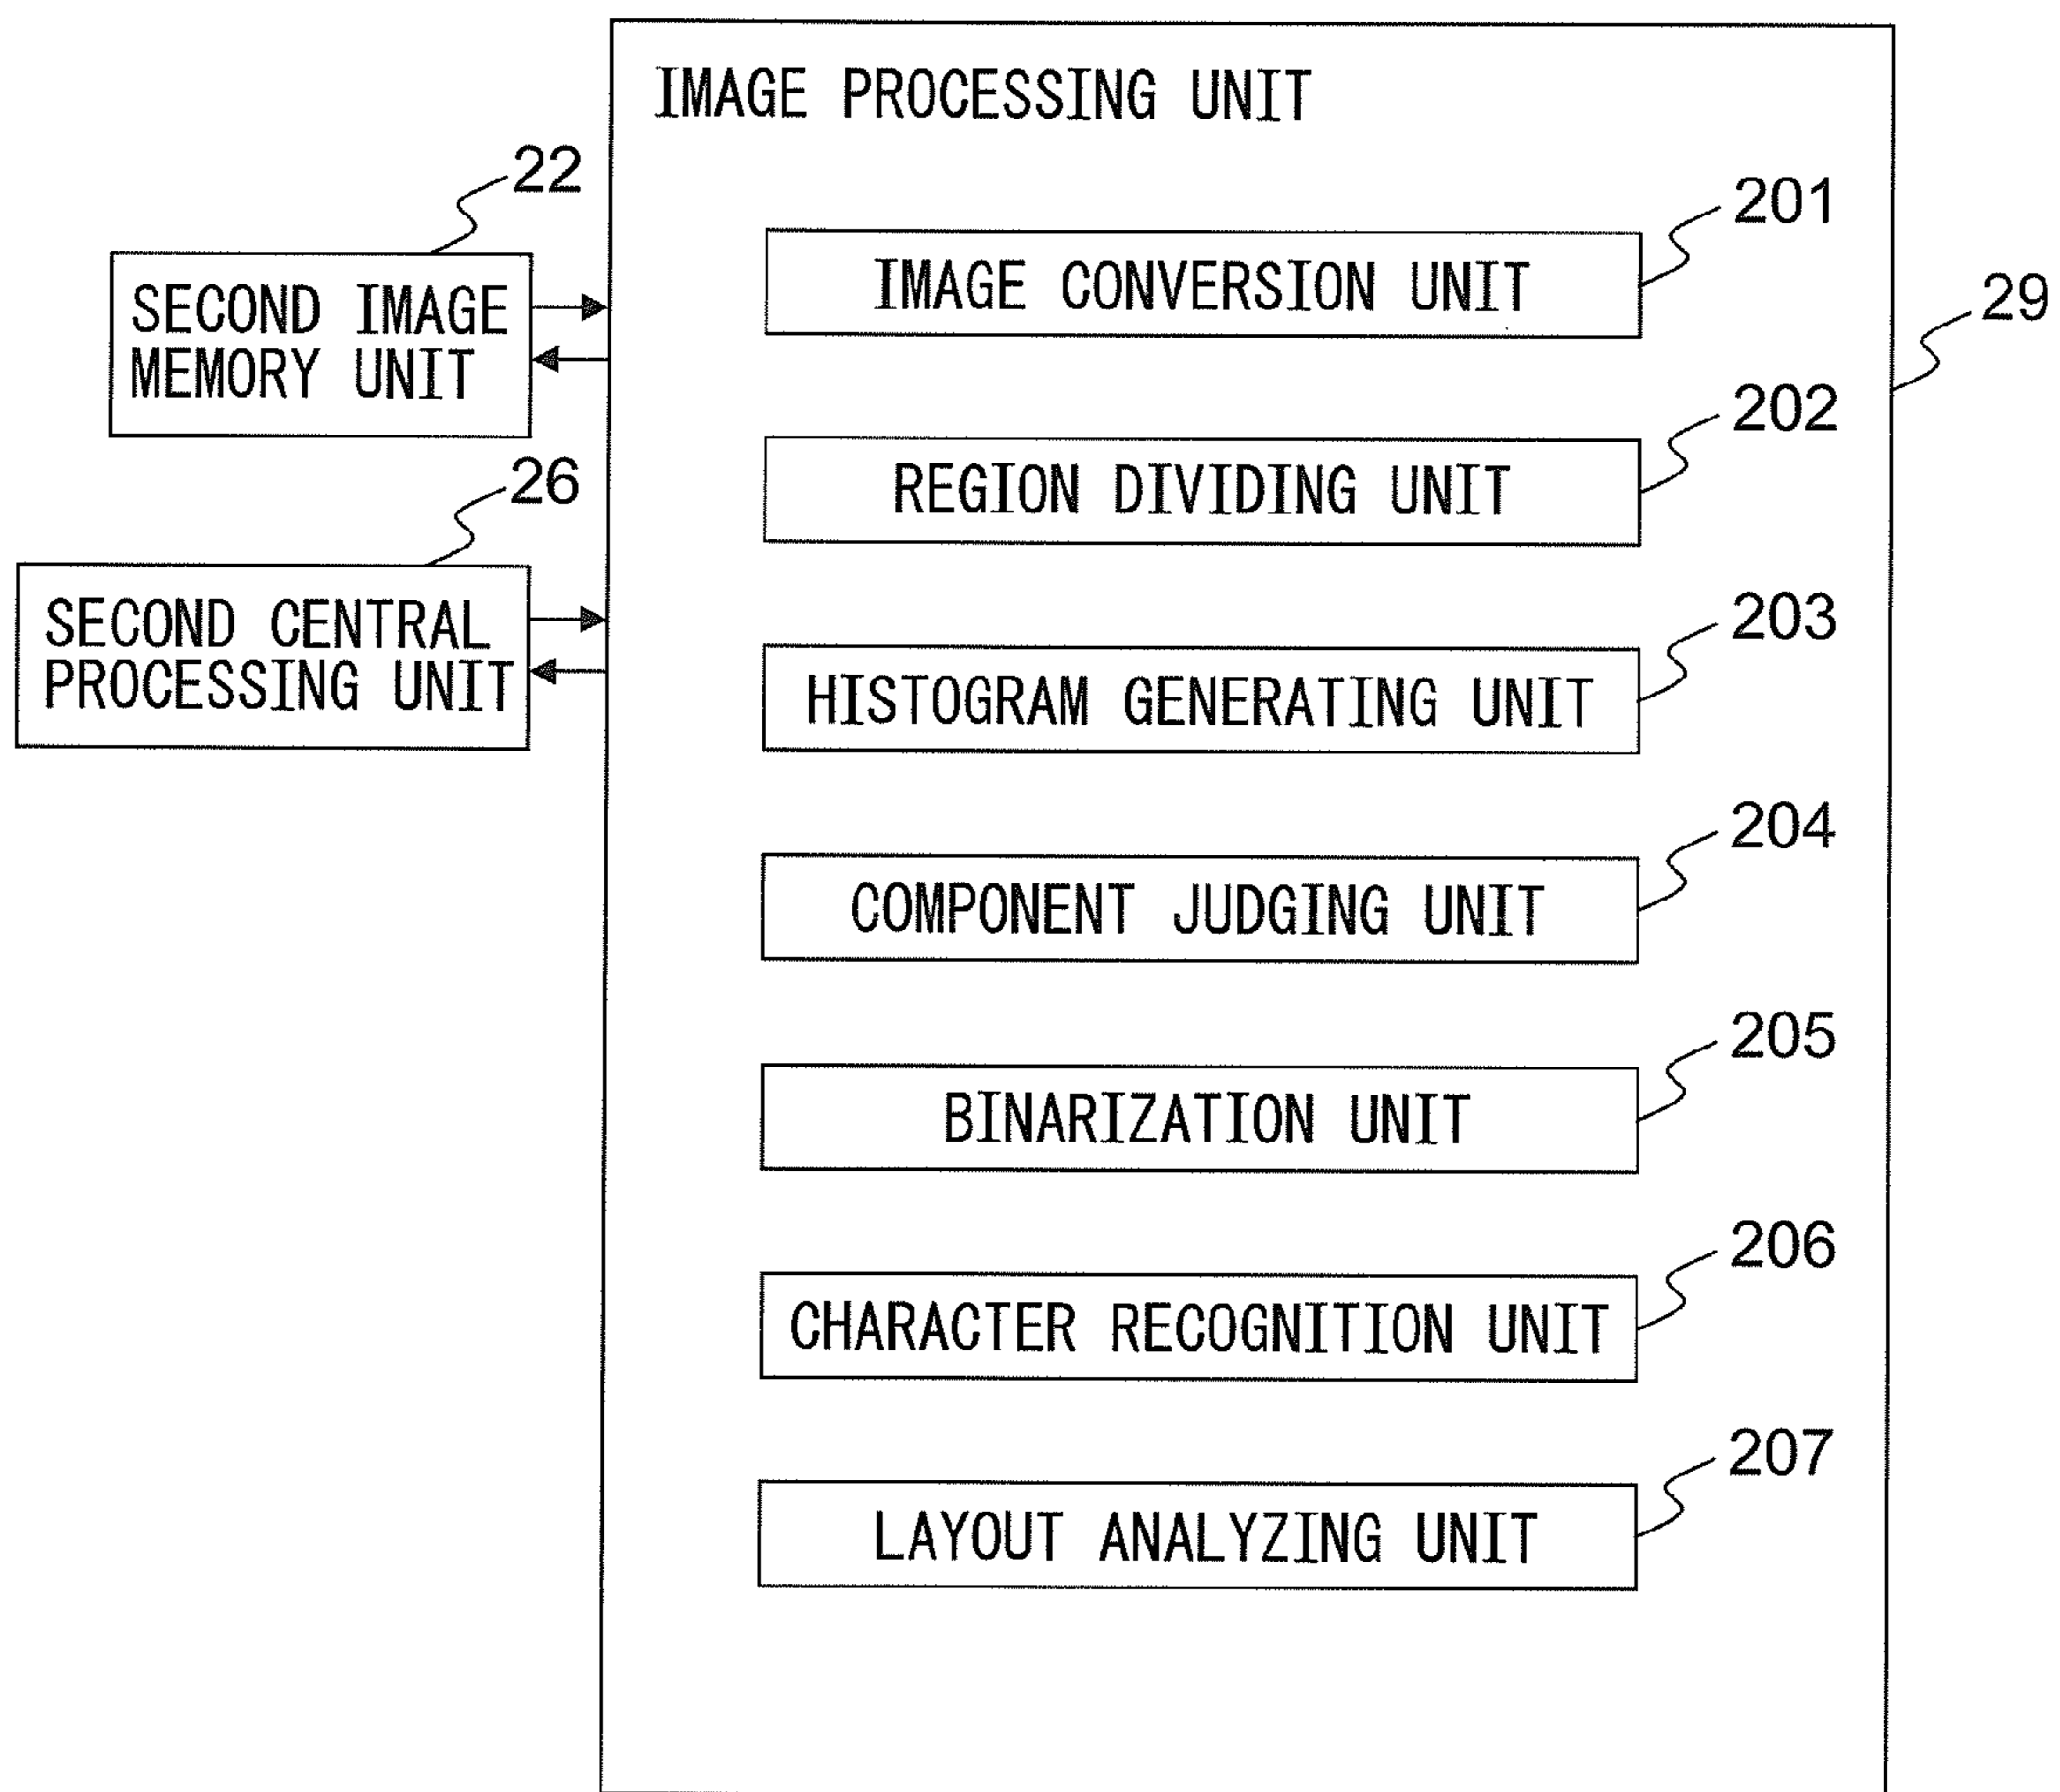 IMAGE PROCESSING UNIT
22
SECOND IMAGE
MEMORY UNIT
26
SECOND CENTRAL
PROCESSING UNIT
201
IMAGE CONVERSION UNIT
29
202
REGION DIVIDING UNIT
203
HISTOGRAM GENERATING UNIT
204
COMPONENT JUDGING UNIT
205
BINARIZATION UNIT
206
CHARACTER RECOGNITION UNIT
207
LAYOUT ANALYZING UNIT